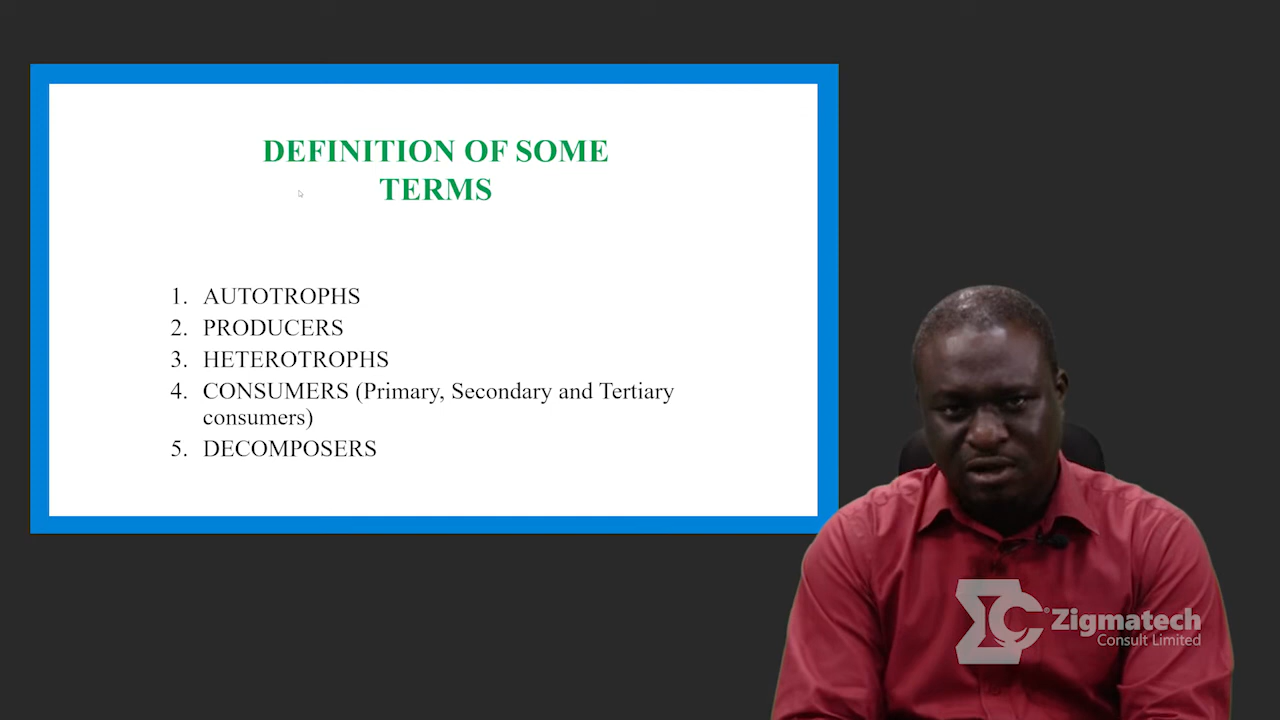 DEFINITION OF SOME
TERMS
1. AUTOTROPHS
2. PRODUCERS
3. HETEROTROPHS
4. CONSUMERS (Primary, Secondary and Tertiary
consumers)
5. DECOMPOSERS
Zigmatech
Consult Limited